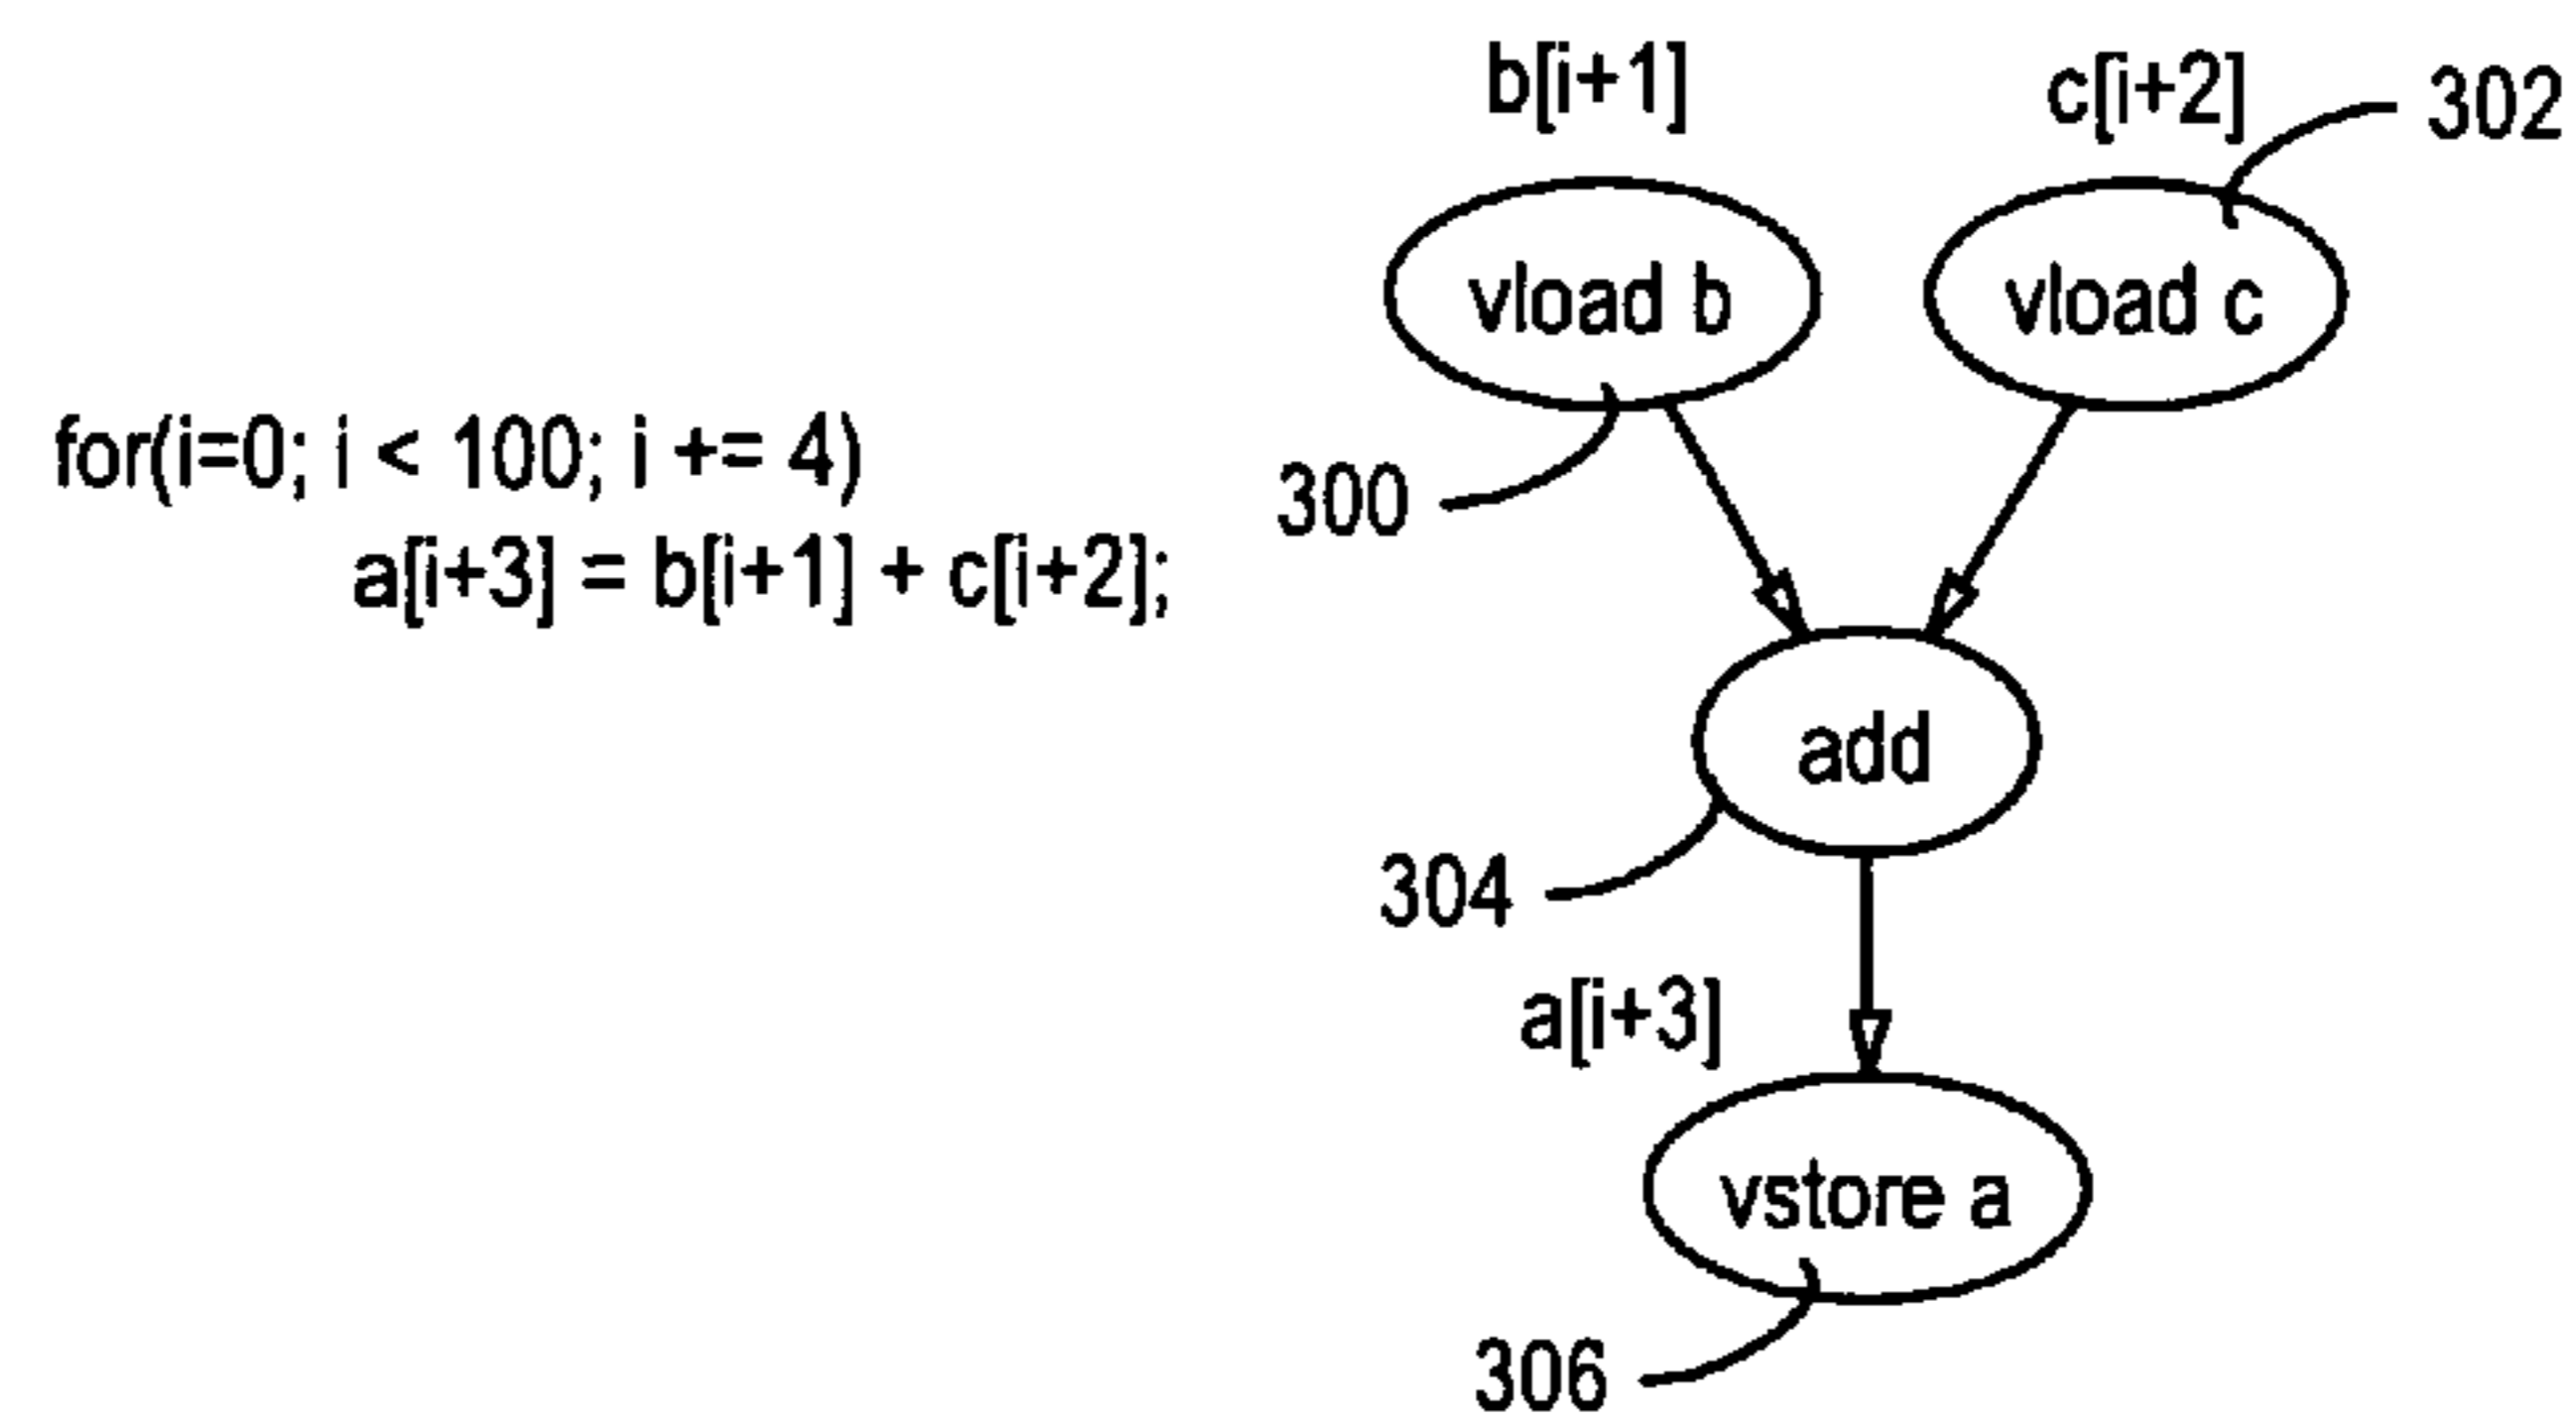 b[i+1]
c[i+2]
302
vload b
vload c
for(i=0; i < 100; i += 4)
300
a[i+3] = b[i+1] + c[i+2];
add
304
a[i+3]
vstore a
306